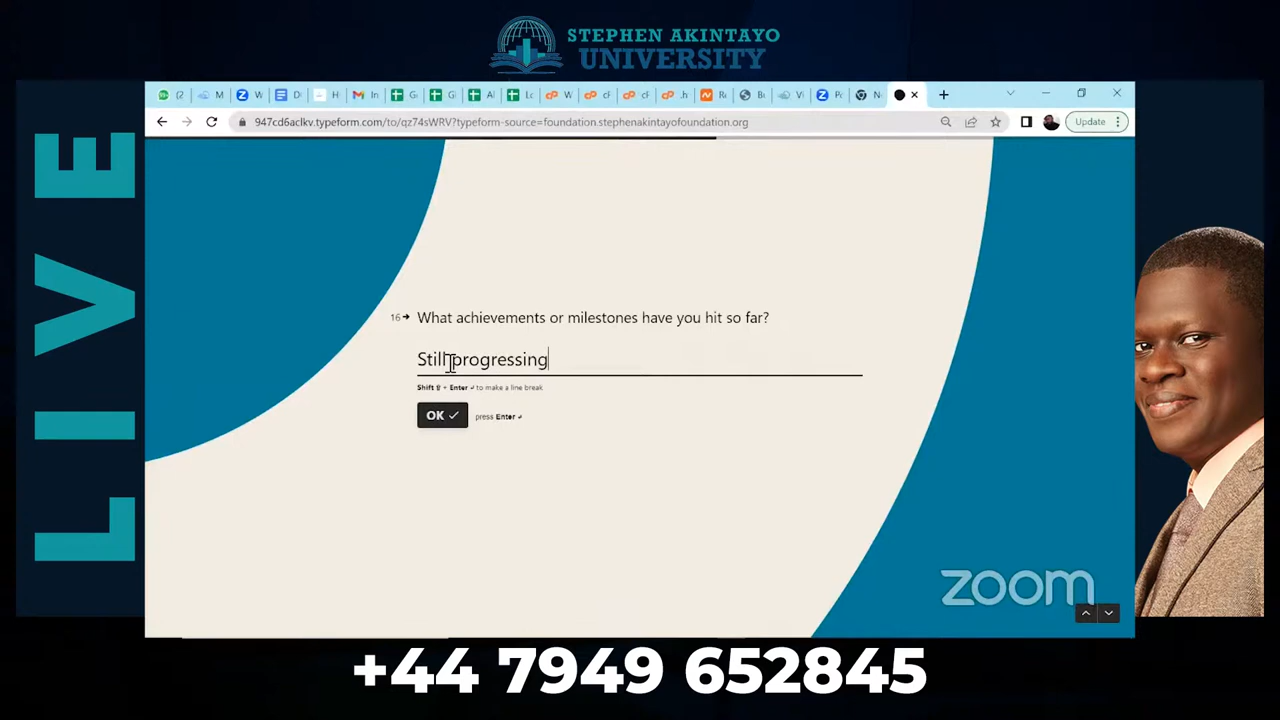 STEPHEN AKINTAYO
UNIVERSITY
LIVE
947cd6aclkv.typeform.com/to/qz74sWRV?typeform-source=foundation.stephenakintayofoundation.org
Update
16 What achievements or milestones have you hit so far?
Still progressing
Shift ⇧ + Enter ↵ to make a line break
OK ✓ press Enter ↵
zoom
+44 7949 652845